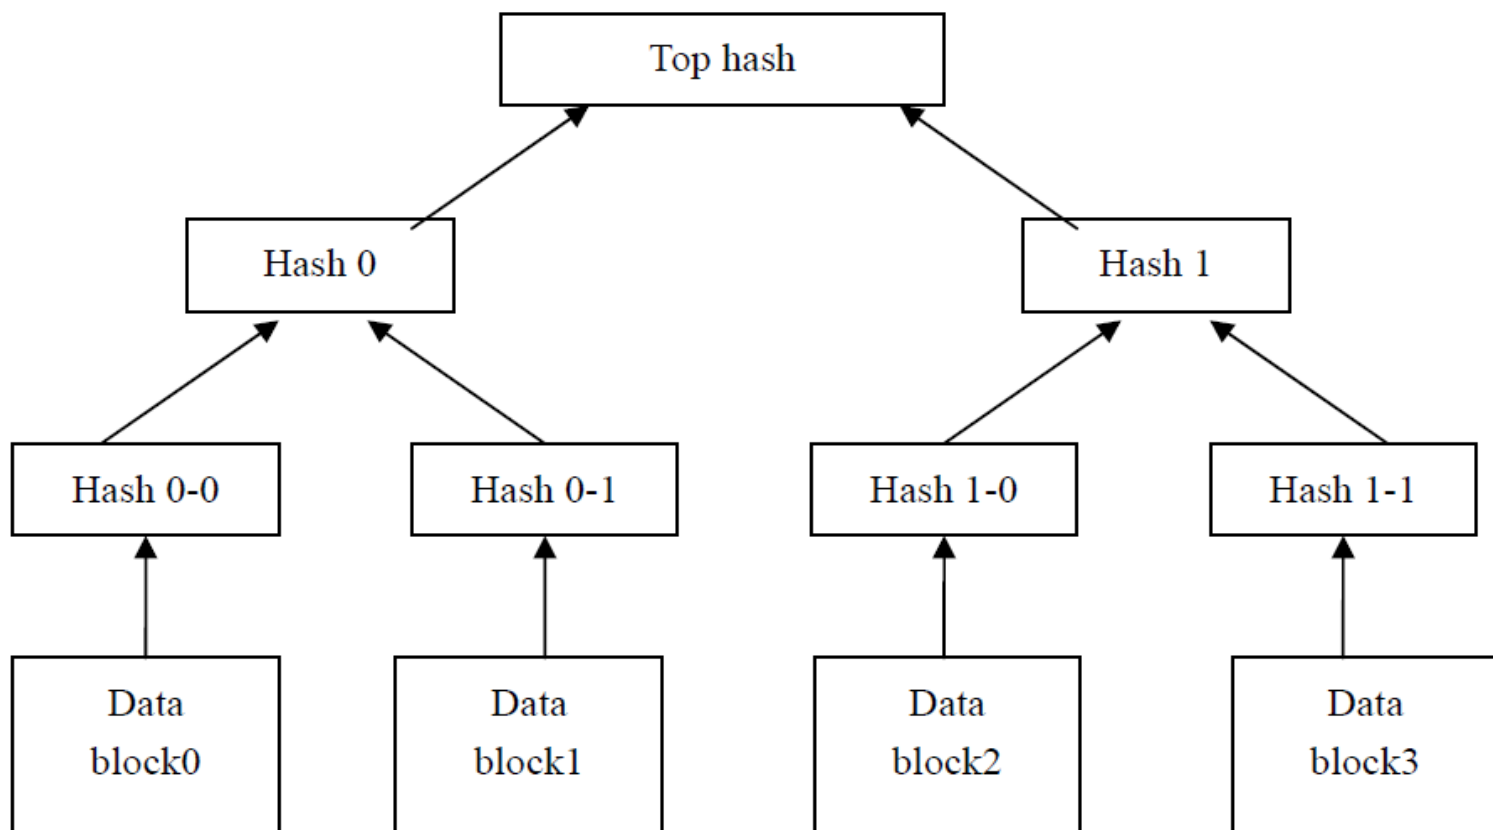 Top hash
Hash 0
Hash 1
Hash 0-0
Hash 0-1
Hash 1-0
Hash 1-1
Data
block0
Data
block1
Data
block2
Data
block3